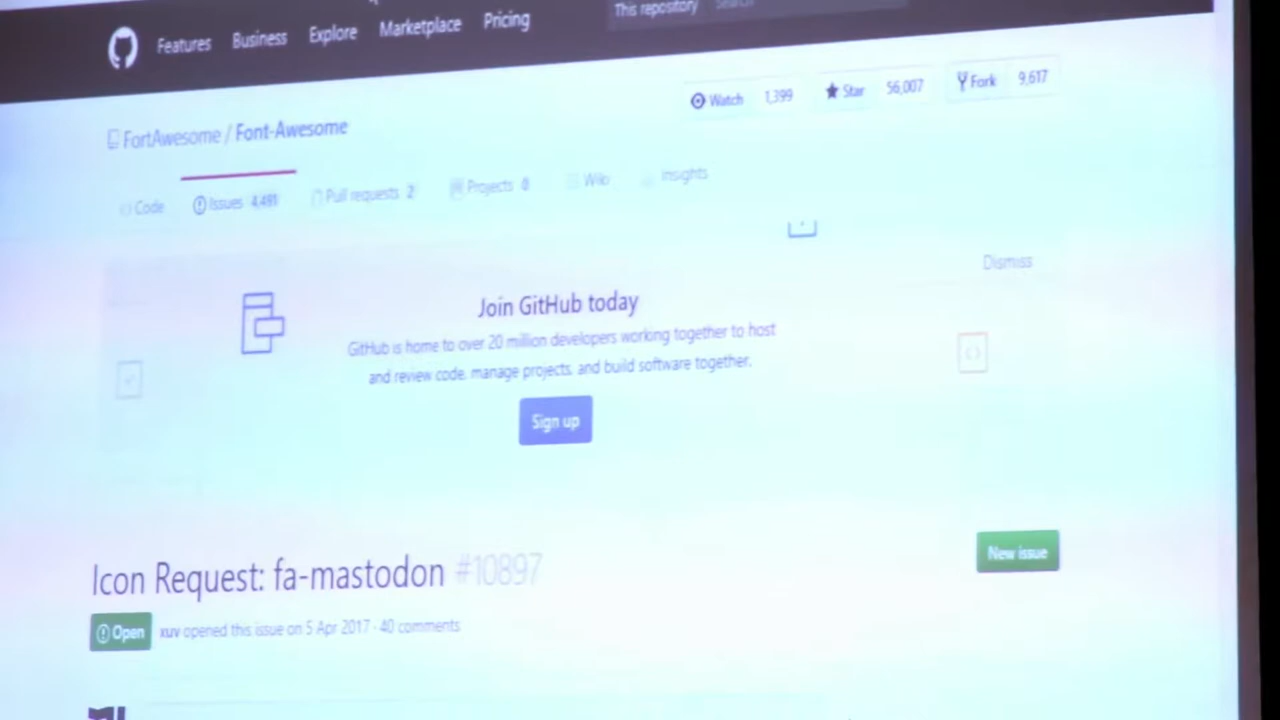 Features Business Explore Marketplace Pricing This repository Search
Watch 1,399 Star 56,007 Fork 9,617
FortAwesome / Font-Awesome
Code Issues 4,491 Pull requests 2 Projects 0 Wiki Insights
Dismiss
Join GitHub today
GitHub is home to over 20 million developers working together to host
and review code, manage projects, and build software together.
Sign up
New issue
Icon Request: fa-mastodon #10897
Open xuv opened this issue on 5 Apr 2017 · 40 comments